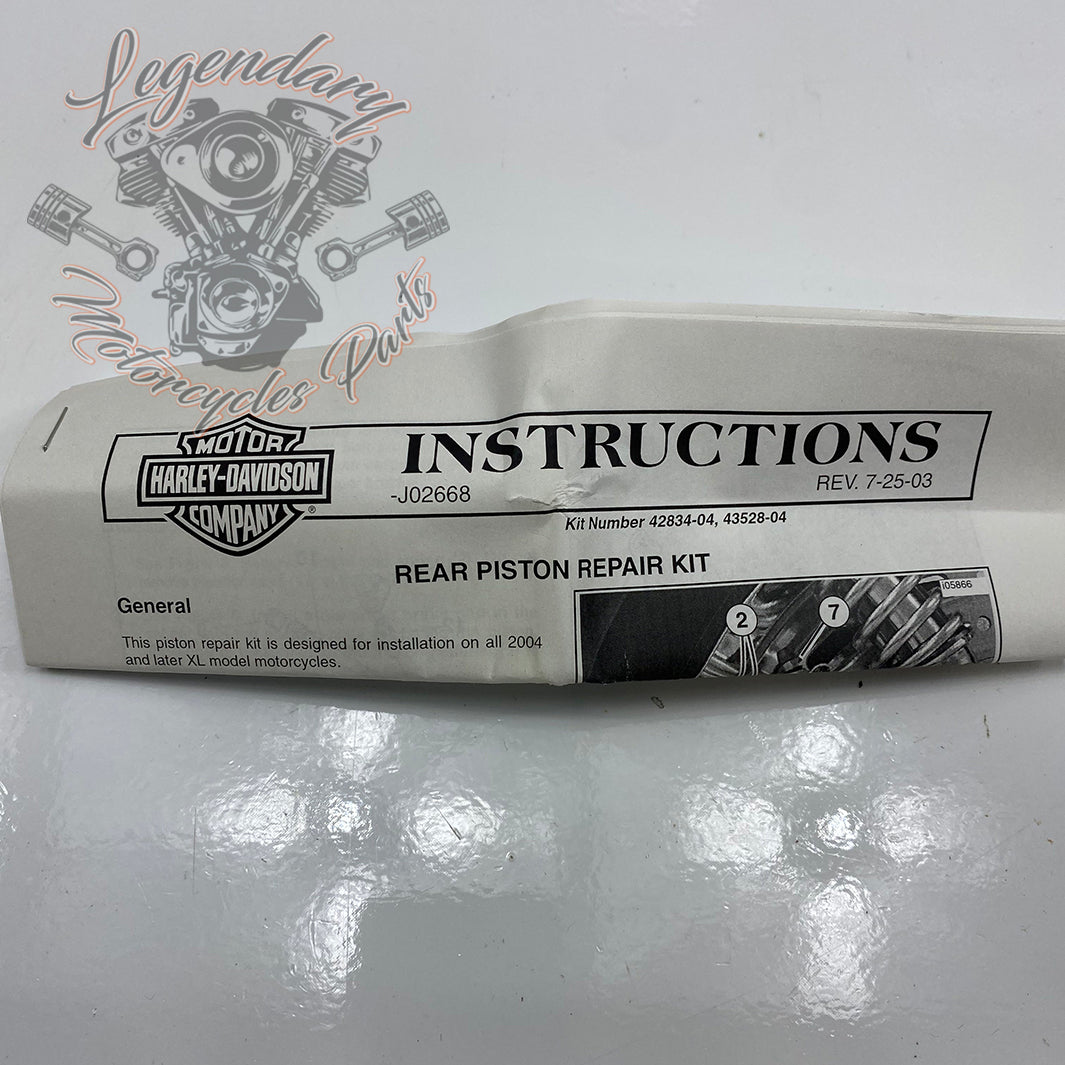 Legendary
Motorcycles Parts
MOTOR
HARLEY-DAVIDSON
COMPANY
®
INSTRUCTIONS
-J02668
REV. 7-25-03
Kit Number 42834-04, 43528-04
REAR PISTON REPAIR KIT
General
This piston repair kit is designed for installation on all 2004
and later XL model motorcycles.
i05866
2
7